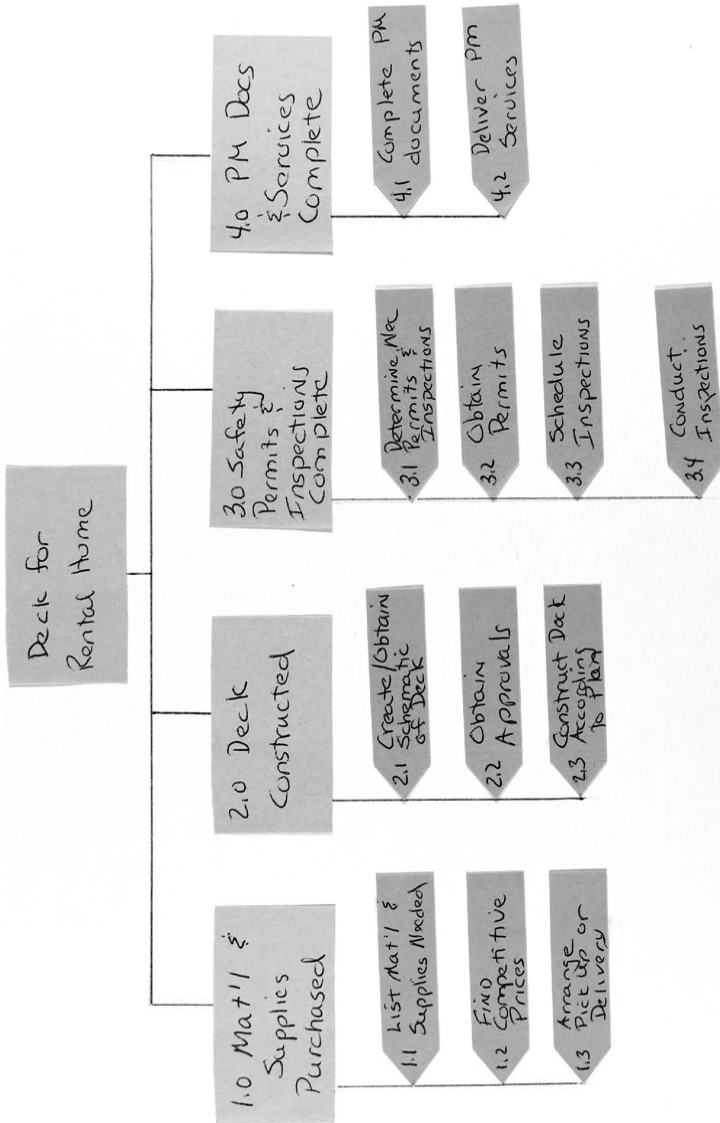 Deck for
Rental Home
1.0 Mat'l &
Supplies
Purchased
1.1 List Mat'l &
Supplies Needed
1.2 Find
Competitive
Prices
1.3 Arrange
Pick Up or
Delivery
2.0 Deck
Constructed
2.1 Create/Obtain
Schematic
of Deck
2.2 Obtain
Approvals
2.3 Construct Deck
According
to Plan
3.0 Safety
Permits &
Inspections
Complete
3.1 Determine Nec
Permits &
Inspections
3.2 Obtain
Permits
3.3 Schedule
Inspections
3.4 Conduct
Inspections
4.0 PM Docs
& Services
Complete
4.1 Complete PM
documents
4.2 Deliver PM
Services